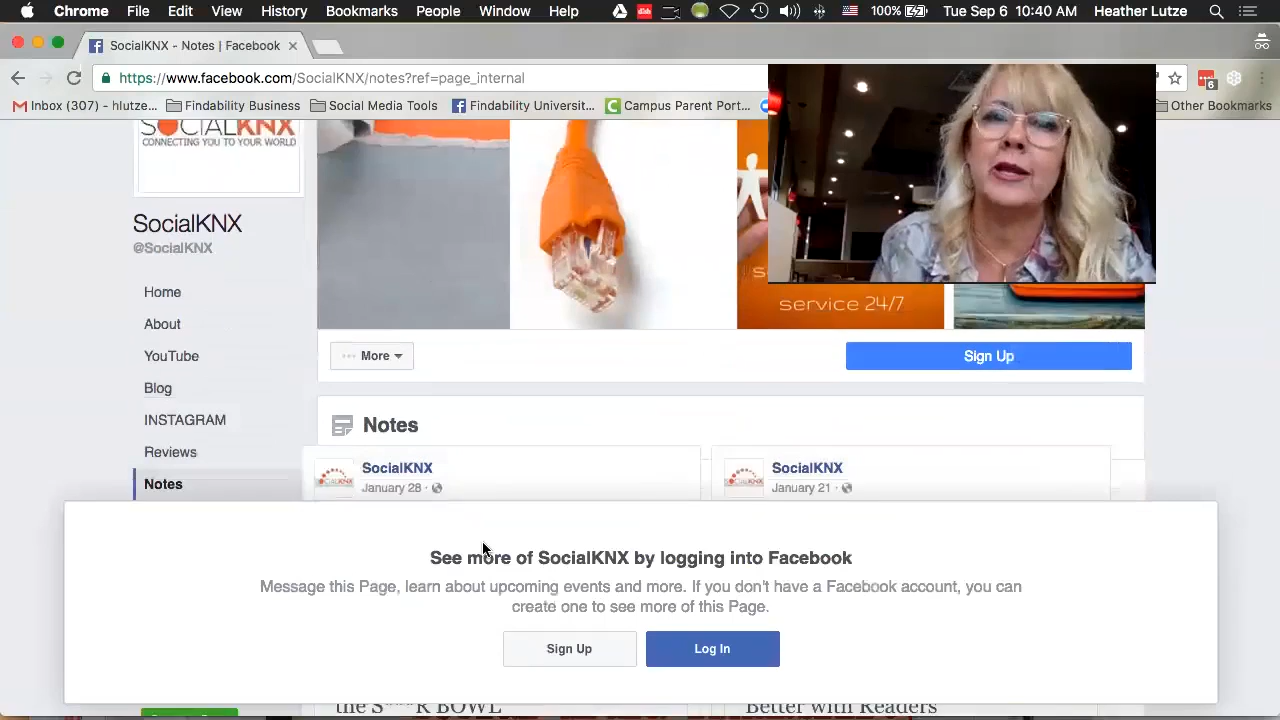 Chrome File Edit View History Bookmarks People Window Help
100% Tue Sep 6 10:40 AM Heather Lutze
SocialKNX - Notes | Facebook
https://www.facebook.com/SocialKNX/notes?ref=page_internal
6
Inbox (307) - hlutze... Findability Business Social Media Tools Findability Universit... Campus Parent Port... Other Bookmarks
SOCIALKNX
CONNECTING YOU TO YOUR WORLD
service 24/7
SocialKNX
@SocialKNX
Home
About
YouTube
Blog
INSTAGRAM
Reviews
Notes
More
Sign Up
Notes
SocialKNX
January 28 ·
SocialKNX
January 21 ·
See more of SocialKNX by logging into Facebook
Message this Page, learn about upcoming events and more. If you don't have a Facebook account, you can
create one to see more of this Page.
Sign Up
Log In
Better with Readers